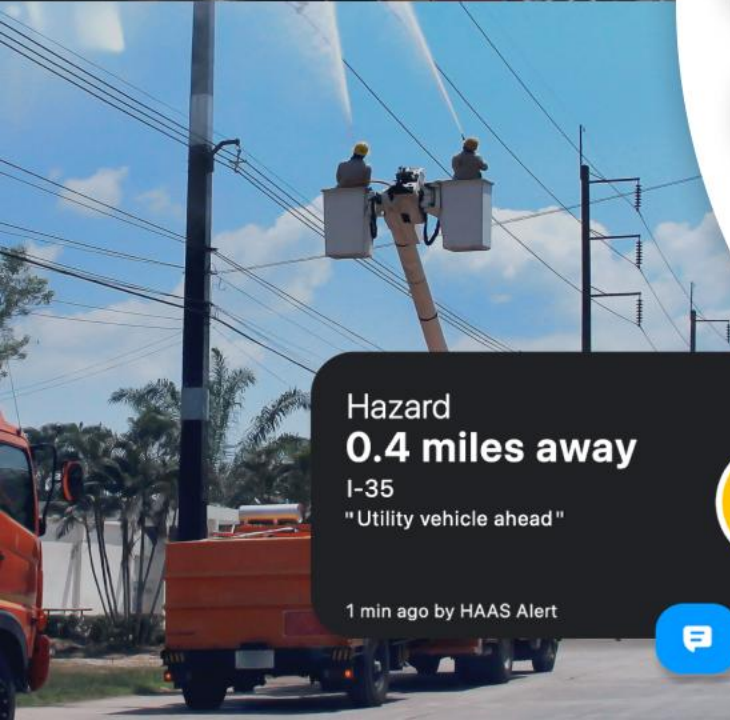 Hazard
0.4 miles away
I-35
"Utility vehicle ahead"
1 min ago by HAAS Alert